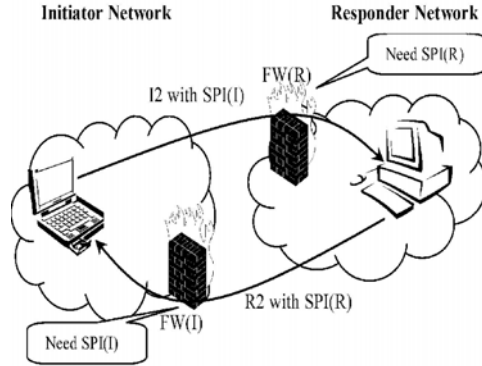 Initiator Network
Responder Network
FW(R)
Need SPI(R)
I2 with SPI(I)
R2 with SPI(R)
FW(I)
Need SPI(I)